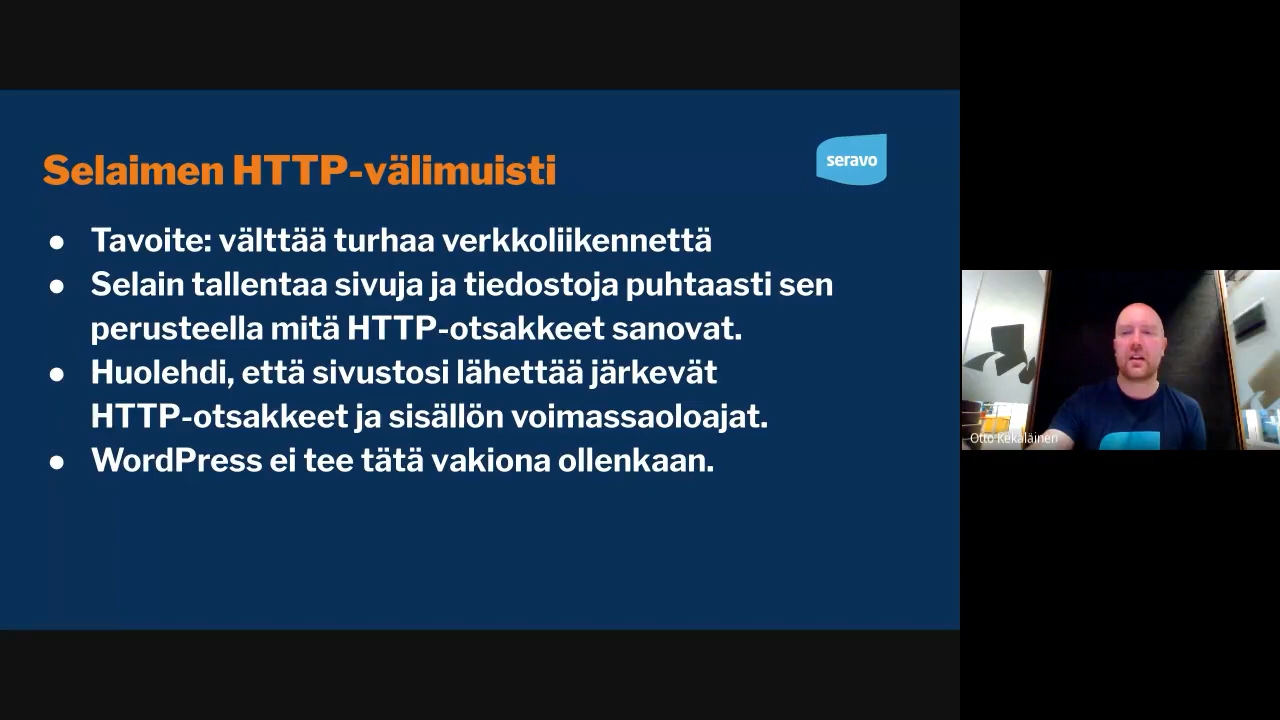 Selaimen HTTP-välimuisti
seravo
● Tavoite: välttää turhaa verkkoliikennettä
● Selain tallentaa sivuja ja tiedostoja puhtaasti sen
perusteella mitä HTTP-otsakkeet sanovat.
● Huolehdi, että sivustosi lähettää järkevät
HTTP-otsakkeet ja sisällön voimassaoloajat.
● WordPress ei tee tätä vakiona ollenkaan.
Otto Kekäläinen